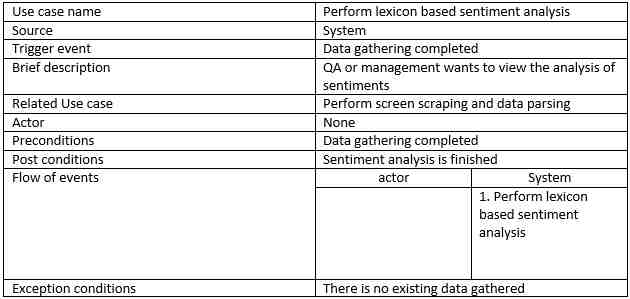 Use case name Perform lexicon based sentiment analysis
Source System
Trigger event Data gathering completed
Brief description QA or management wants to view the analysis of
sentiments
Related Use case Perform screen scraping and data parsing
Actor None
Preconditions Data gathering completed
Post conditions Sentiment analysis is finished
Flow of events actor System
1. Perform lexicon
based sentiment
analysis
Exception conditions There is no existing data gathered